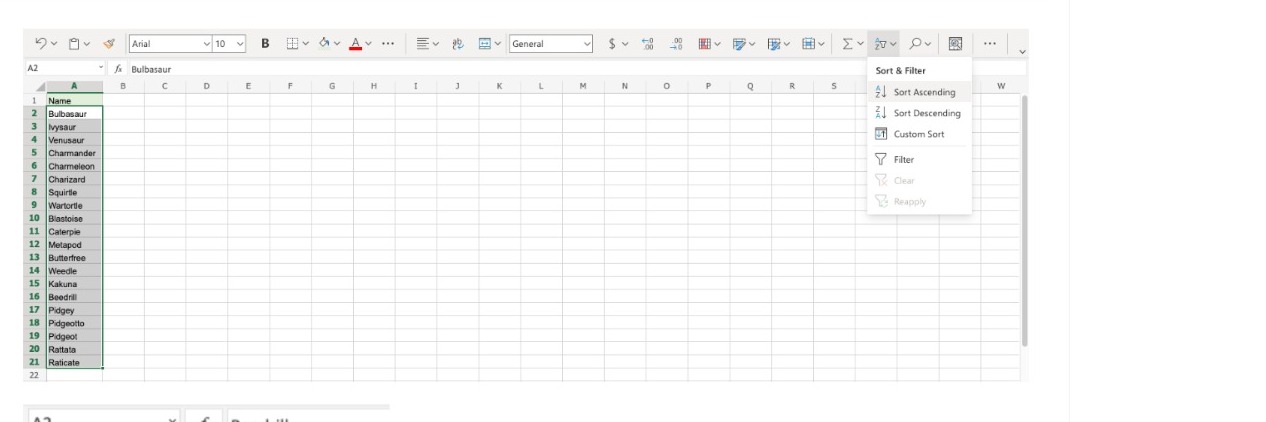 Arial 10 B A General $
A2 fx Bulbasaur
Sort & Filter
A B C D E F G H I J K L M N O P Q R S W
Sort Ascending
Sort Descending
Custom Sort
Filter
Clear
Reapply
1 Name
2 Bulbasaur
3 Ivysaur
4 Venusaur
5 Charmander
6 Charmeleon
7 Charizard
8 Squirtle
9 Wartortle
10 Blastoise
11 Caterpie
12 Metapod
13 Butterfree
14 Weedle
15 Kakuna
16 Beedrill
17 Pidgey
18 Pidgeotto
19 Pidgeot
20 Rattata
21 Raticate
22